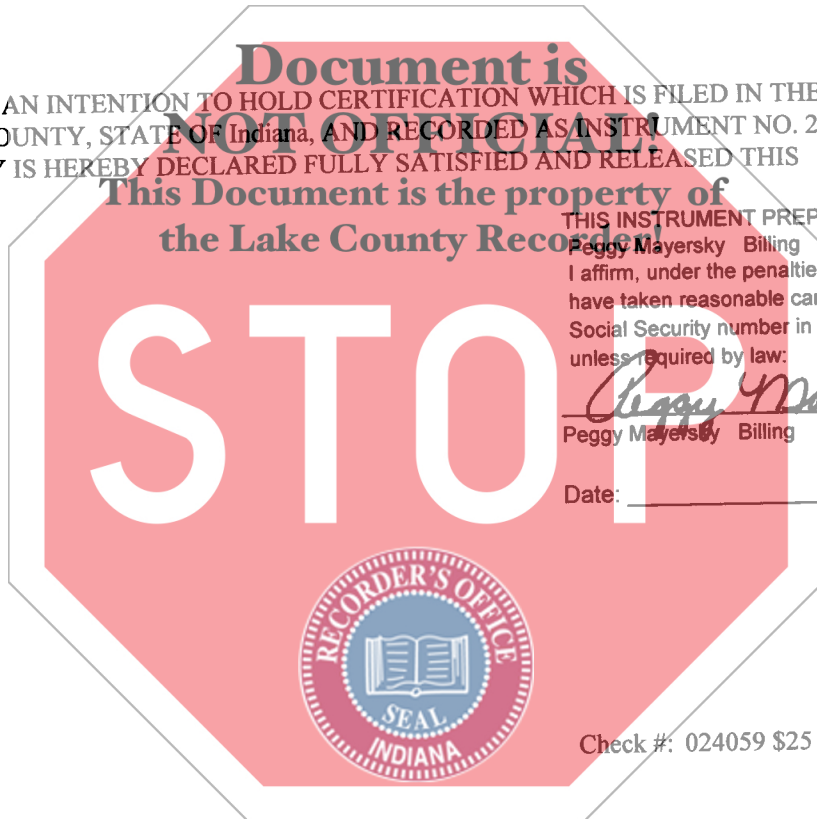 Document is
AN INTENTION TO HOLD CERTIFICATION WHICH IS FILED IN THE
OUNTY, STATE OF Indiana, AND RECORDED AS INSTRUMENT NO. 2
NOT OFFICIAL!
Y IS HEREBY DECLARED FULLY SATISFIED AND RELEASED THIS
This Document is the property of
the Lake County Recorder!
THIS INSTRUMENT PREP
Peggy Mayersky Billing
I affirm, under the penaltie
have taken reasonable car
Social Security number in
unless required by law:
Peggy Ma
Peggy Mayersky Billing
Date:
STOP
RECORDER'S OFFICE
SEAL
INDIANA
Check #: 024059 $25